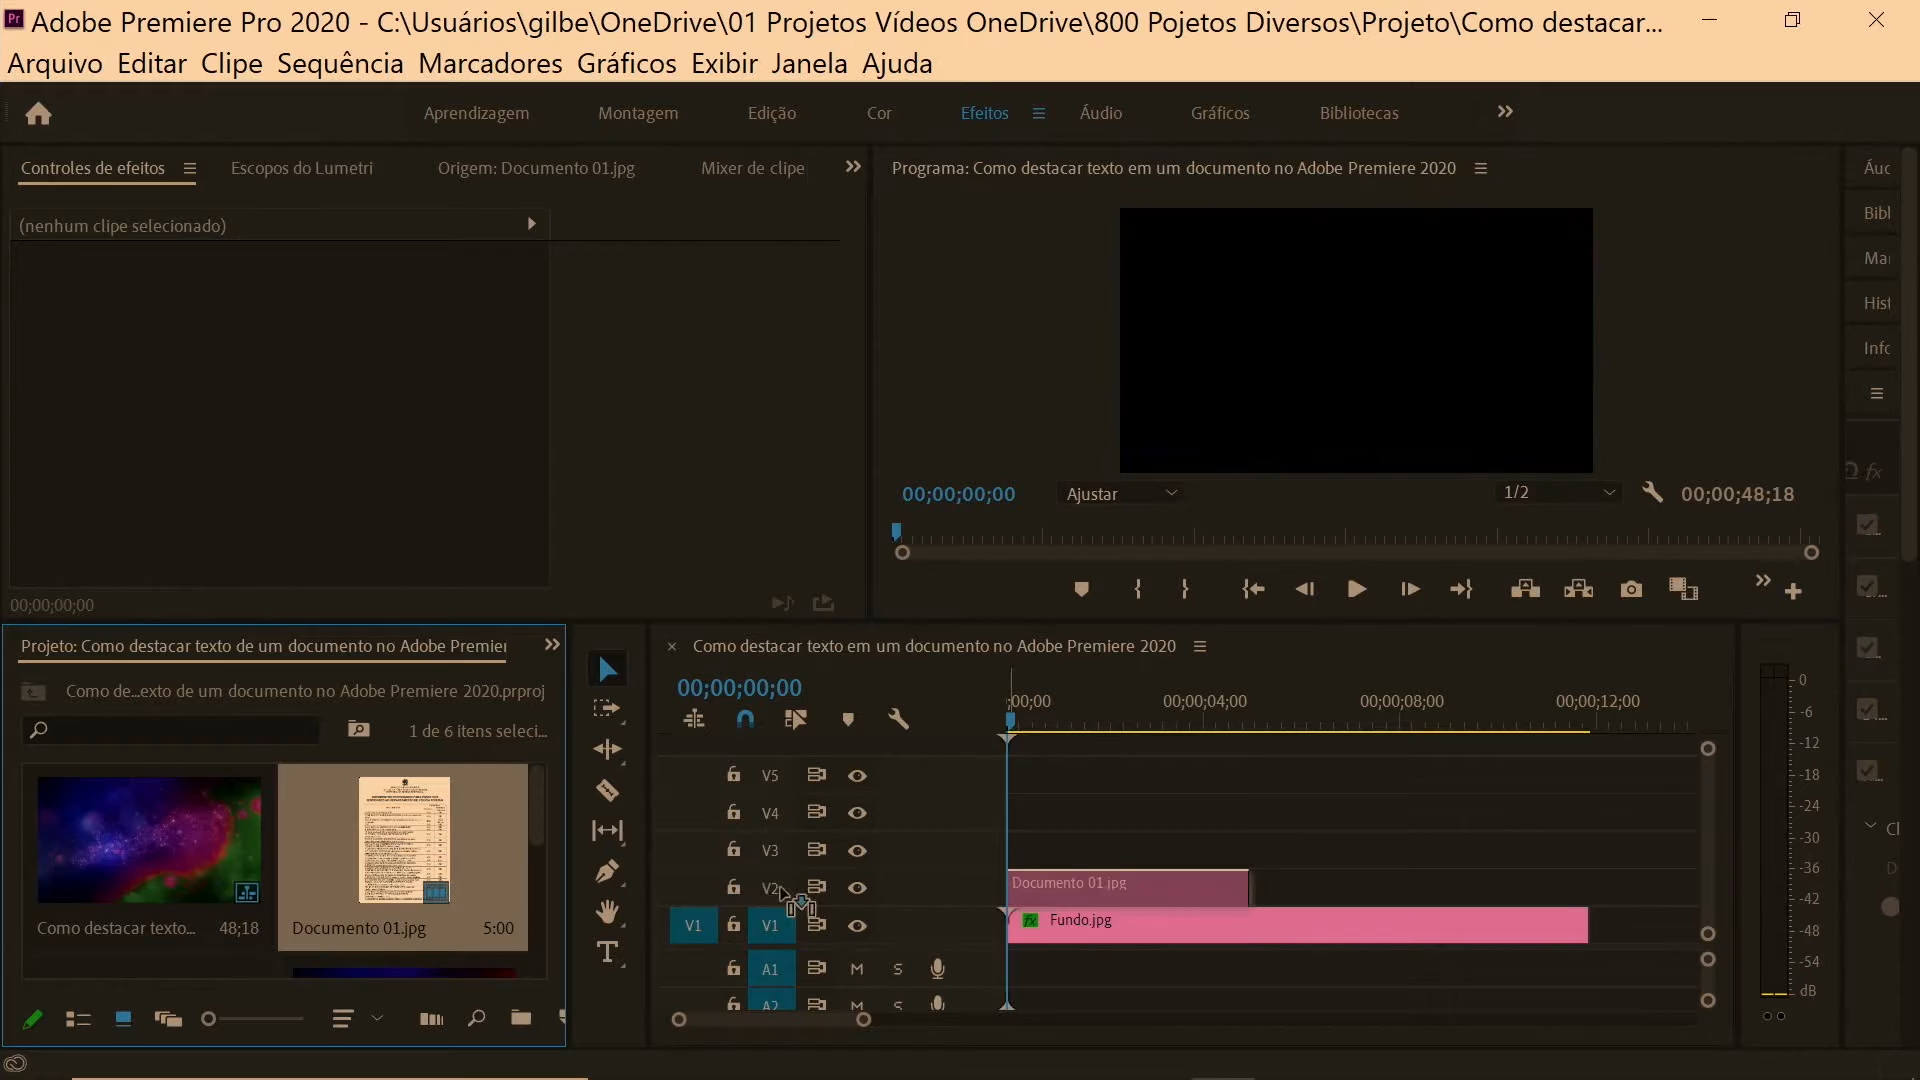 Adobe Premiere Pro 2020 - C:\Usuários\gilbe\OneDrive\01 Projetos Vídeos OneDrive\800 Pojetos Diversos\Projeto\Como destacar...
Arquivo Editar Clipe Sequência Marcadores Gráficos Exibir Janela Ajuda
Aprendizagem Montagem Edição Cor Efeitos Áudio Gráficos Bibliotecas
Controles de efeitos Escopos do Lumetri Origem: Documento 01.jpg Mixer de clipe
Programa: Como destacar texto em um documento no Adobe Premiere 2020
(nenhum clipe selecionado)
00;00;00;00
00;00;00;00 Ajustar 1/2 00;00;48;18
Áuc
Bibl
Mar
Hist
Infc
fx
Projeto: Como destacar texto de um documento no Adobe Premier
Como de...exto de um documento no Adobe Premiere 2020.prproj
1 de 6 itens seleci...
Como destacar texto... 48;18
Documento 01.jpg 5:00
× Como destacar texto em um documento no Adobe Premiere 2020
00;00;00;00
;00;00 00;00;04;00 00;00;08;00 00;00;12;00
V5
V4
V3
V2 Documento 01.jpg
V1 V1 fx Fundo.jpg
A1 M S
A2 M S
0
-6
-12
-18
-24
-30
-36
-42
-48
-54
dB